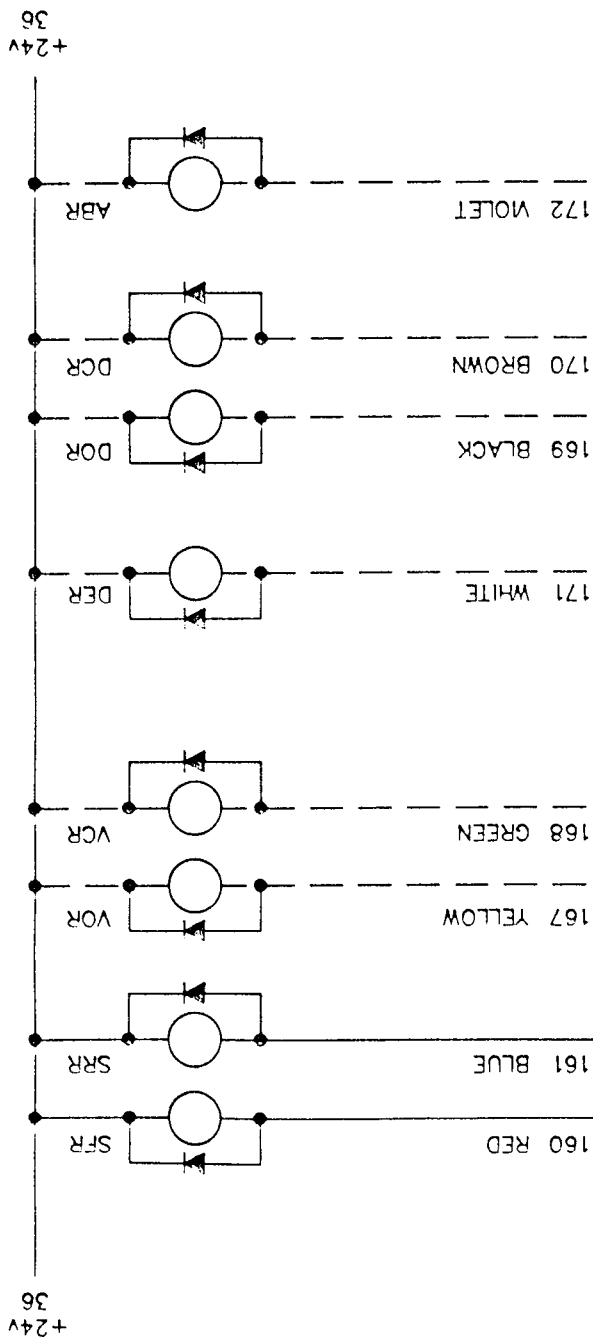 +24v
36
160 RED SFR
161 BLUE SRR
167 YELLOW VOR
168 GREEN VCR
171 WHITE DER
169 BLACK DOR
170 BROWN DCR
172 VIOLET ABR
+24v
36